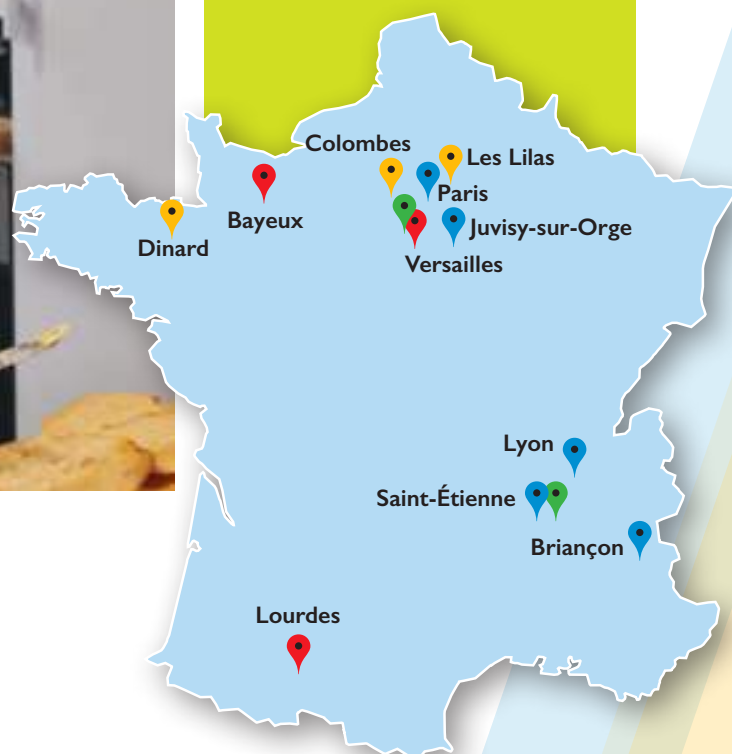 Colombes
Les Lilas
Paris
Bayeux
Juvisy-sur-Orge
Dinard
Versailles
Lyon
Saint-Étienne
Briançon
Lourdes